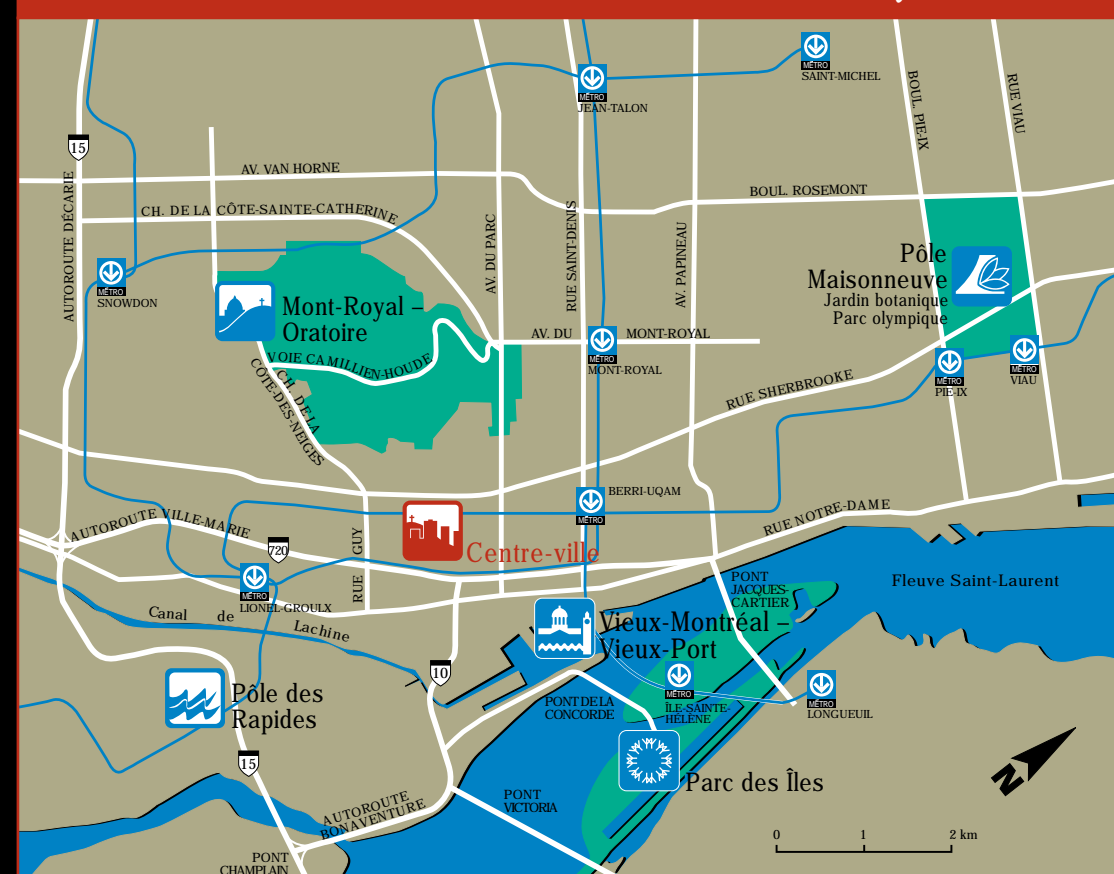 MÉTRO
SAINT-MICHEL
MÉTRO
JEAN-TALON
BOUL. PIE-IX
RUE VIAU
15
AUTOROUTE DÉCARIE
AV. VAN HORNE
BOUL. ROSEMONT
CH. DE LA CÔTE-SAINTE-CATHERINE
AV. DU PARC
RUE SAINT-DENIS
AV. PAPINEAU
MÉTRO
SNOWDON
Pôle
Maisonneuve
Jardin botanique
Parc olympique
Mont-Royal –
Oratoire
AV. DU MONT-ROYAL
MÉTRO
MONT-ROYAL
VOIE CAMILLIEN-HOUDE
CH. DE LA
CÔTE-DES-NEIGES
MÉTRO
PIE-IX
MÉTRO
VIAU
RUE SHERBROOKE
BERRI-UQAM
MÉTRO
RUE NOTRE-DAME
AUTOROUTE VILLE-MARIE
720
RUE GUY
Centre-ville
MÉTRO
LIONEL-GROULX
Canal de Lachine
PONT
JACQUES-
CARTIER
Fleuve Saint-Laurent
Vieux-Montréal –
Vieux-Port
10
Pôle des
Rapides
PONT DE LA
CONCORDE
MÉTRO
ÎLE-SAINTE-
HÉLÈNE
MÉTRO
LONGUEUIL
15
Parc des Îles
N
AUTOROUTE
BONAVENTURE
PONT
VICTORIA
PONT
CHAMPLAIN
0 1 2 km